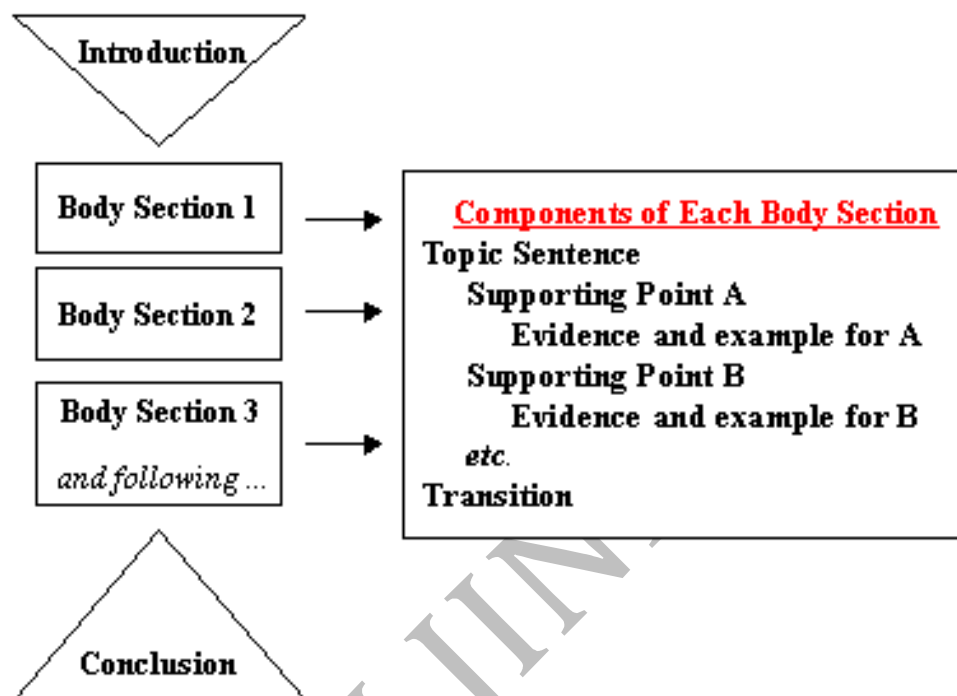 Introduction
Body Section 1
Body Section 2
Body Section 3
and following ...
Components of Each Body Section
Topic Sentence
Supporting Point A
Evidence and example for A
Supporting Point B
Evidence and example for B
etc.
Transition
Conclusion